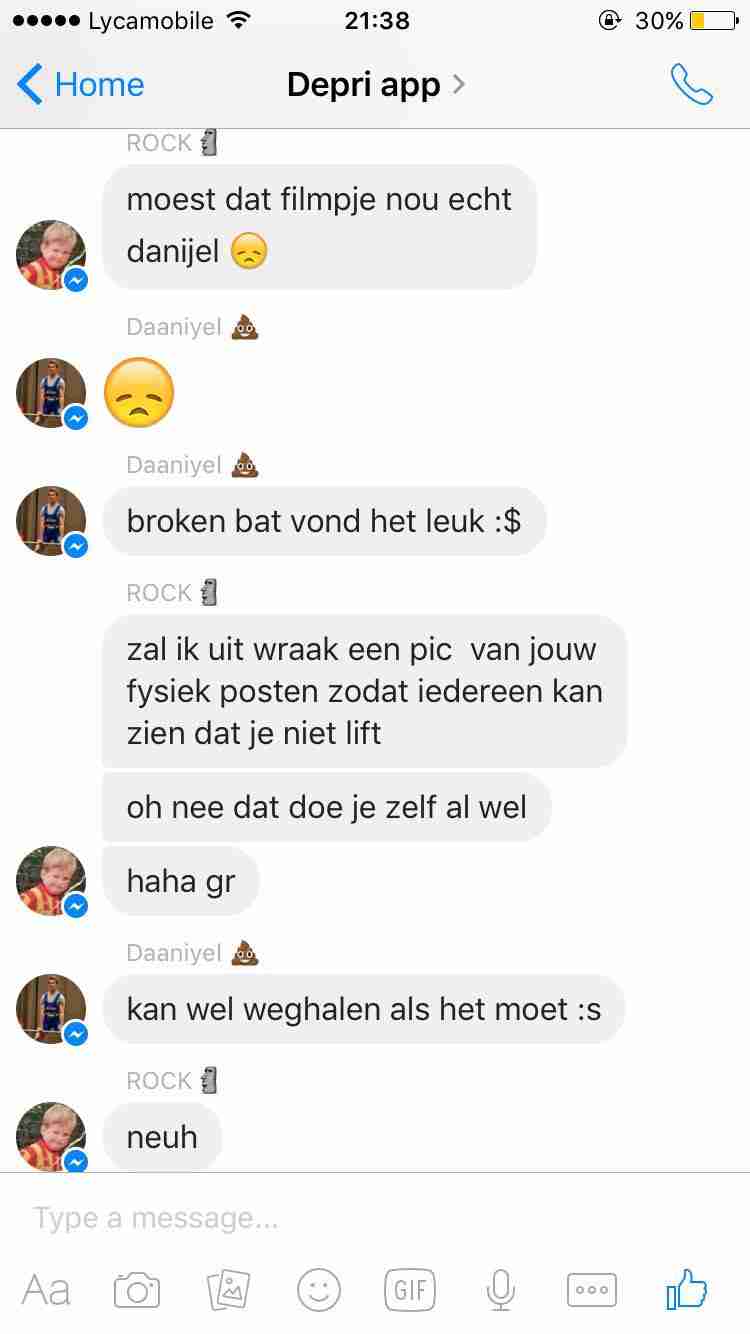 Lycamobile 21:38 30%
Home Depri app
ROCK 🗿
moest dat filmpje nou echt
danijel 😞
Daaniyel 💩
😞
Daaniyel 💩
broken bat vond het leuk :$
ROCK 🗿
zal ik uit wraak een pic van jouw
fysiek posten zodat iedereen kan
zien dat je niet lift
oh nee dat doe je zelf al wel
haha gr
Daaniyel 💩
kan wel weghalen als het moet :s
ROCK 🗿
neuh
Type a message...
Aa GIF